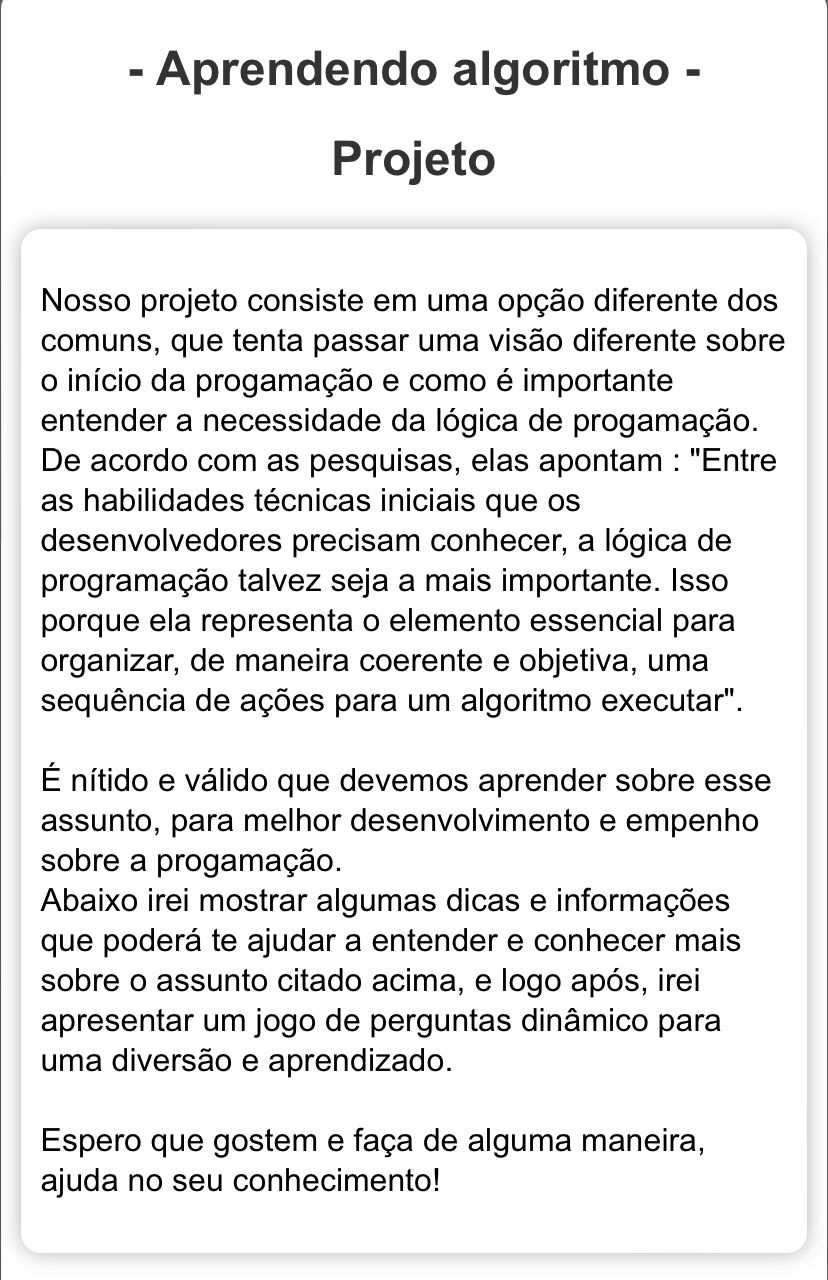 - Aprendendo algoritmo -
Projeto
Nosso projeto consiste em uma opção diferente dos
comuns, que tenta passar uma visão diferente sobre
o início da progamação e como é importante
entender a necessidade da lógica de progamação.
De acordo com as pesquisas, elas apontam : "Entre
as habilidades técnicas iniciais que os
desenvolvedores precisam conhecer, a lógica de
programação talvez seja a mais importante. Isso
porque ela representa o elemento essencial para
organizar, de maneira coerente e objetiva, uma
sequência de ações para um algoritmo executar".
É nítido e válido que devemos aprender sobre esse
assunto, para melhor desenvolvimento e empenho
sobre a progamação.
Abaixo irei mostrar algumas dicas e informações
que poderá te ajudar a entender e conhecer mais
sobre o assunto citado acima, e logo após, irei
apresentar um jogo de perguntas dinâmico para
uma diversão e aprendizado.
Espero que gostem e faça de alguma maneira,
ajuda no seu conhecimento!